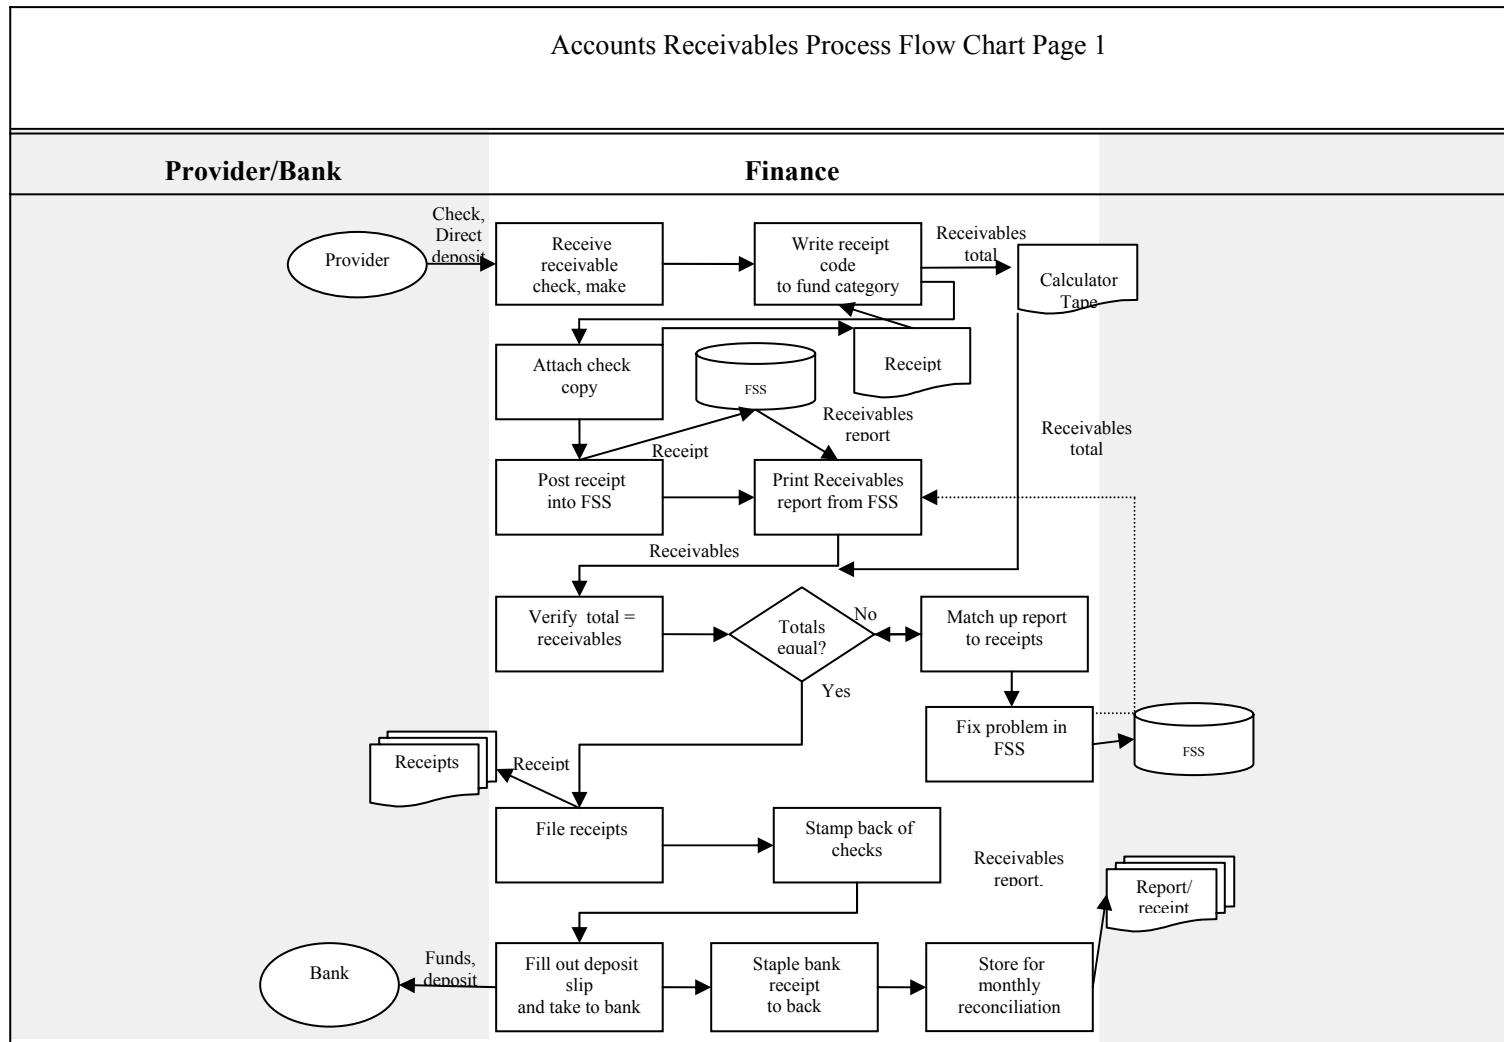 Accounts Receivables Process Flow Chart Page 1
Provider/Bank
Finance
Check,
Direct
deposit
Provider
Receive
receivable
check, make
Write receipt
code
to fund category
Receivables
total
Calculator
Tape
Attach check
copy
FSS
Receipt
Receivables
report
Receivables
total
Receipt
Post receipt
into FSS
Print Receivables
report from FSS
Receivables
Verify  total =
receivables
Totals
equal?
No
Match up report
to receipts
Yes
Fix problem in
FSS
FSS
Receipts
Receipt
File receipts
Stamp back of
checks
Receivables
report,
Report/
receipt
Bank
Funds,
deposit
Fill out deposit
slip
and take to bank
Staple bank
receipt
to back
Store for
monthly
reconciliation